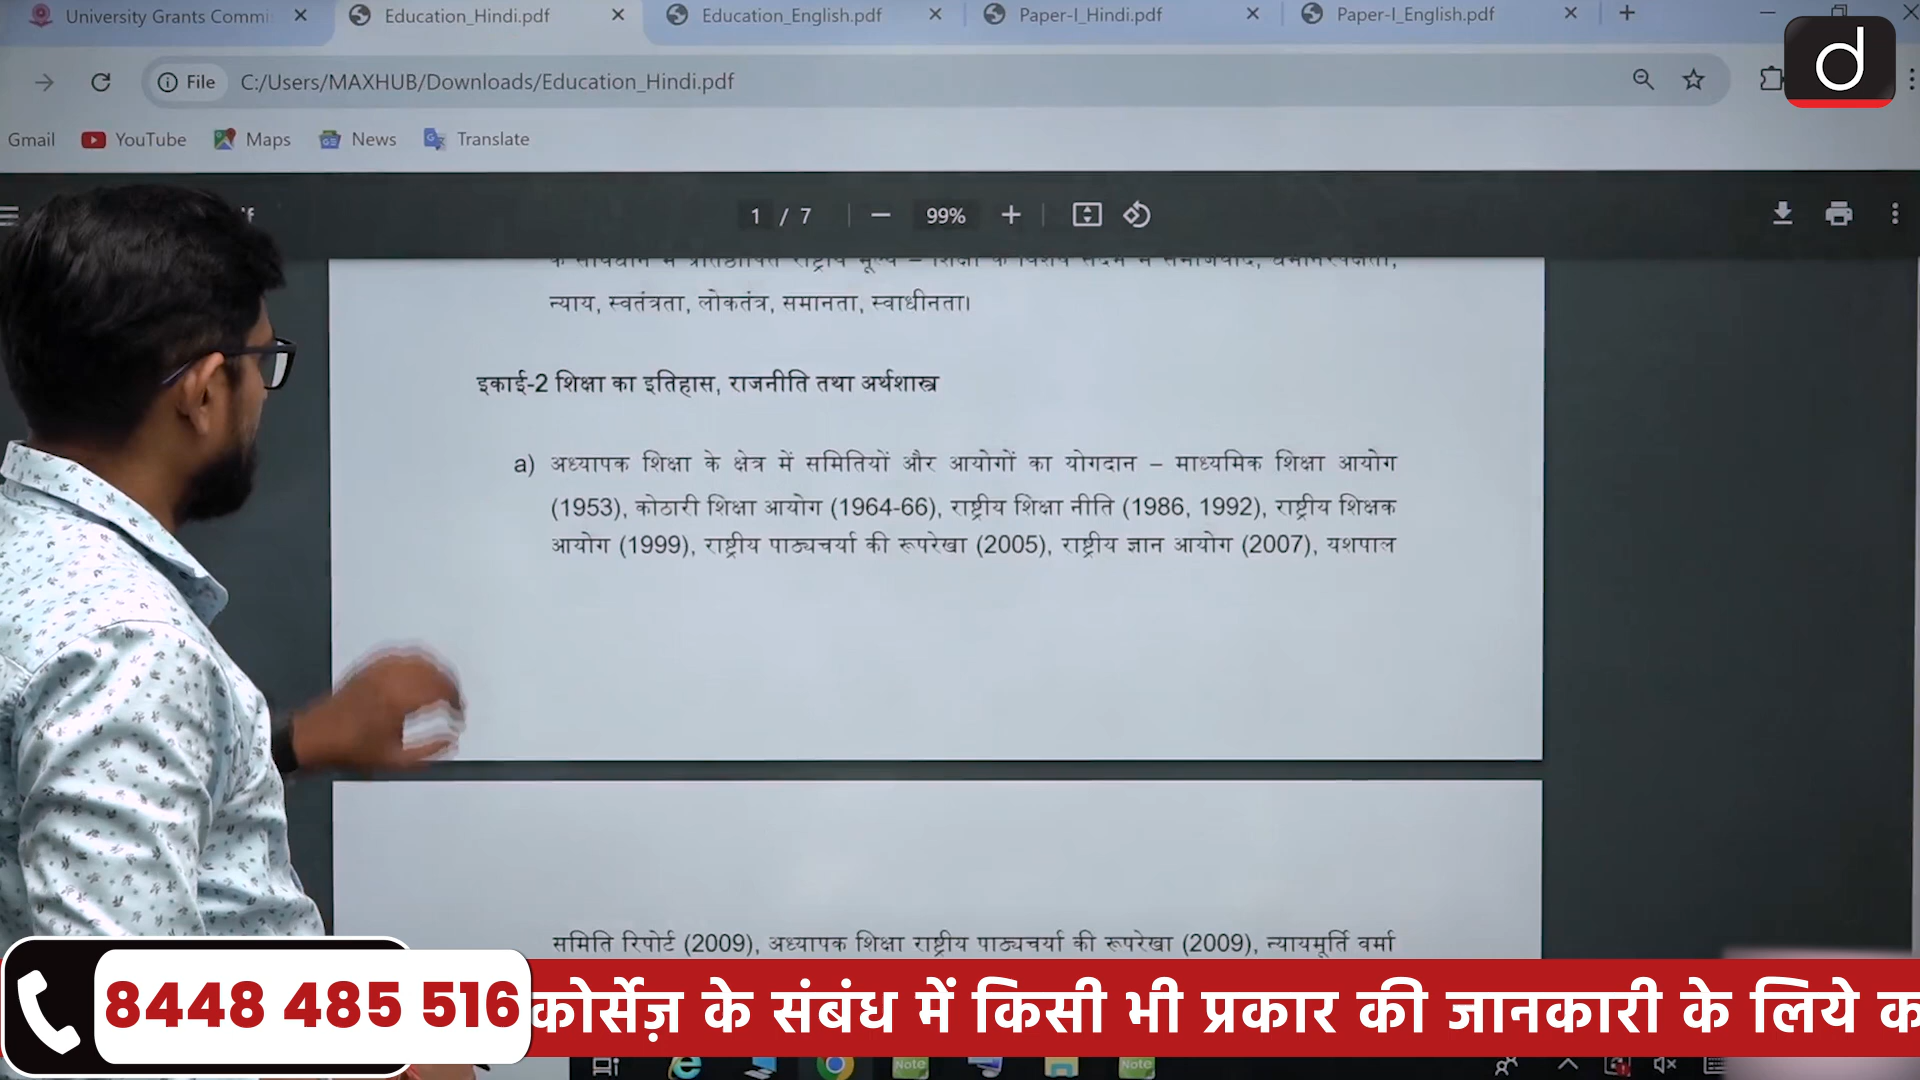 University Grants Commi
Education_Hindi.pdf
Education_English.pdf
Paper-I_Hindi.pdf
Paper-I_English.pdf
File
C:/Users/MAXHUB/Downloads/Education_Hindi.pdf
d
Gmail
YouTube
Maps
News
Translate
1 / 7
99%
न्याय, स्वतंत्रता, लोकतंत्र, समानता, स्वाधीनता।
इकाई-2 शिक्षा का इतिहास, राजनीति तथा अर्थशास्त्र
a) अध्यापक शिक्षा के क्षेत्र में समितियों और आयोगों का योगदान – माध्यमिक शिक्षा आयोग
(1953), कोठारी शिक्षा आयोग (1964-66), राष्ट्रीय शिक्षा नीति (1986, 1992), राष्ट्रीय शिक्षक
आयोग (1999), राष्ट्रीय पाठ्यचर्या की रूपरेखा (2005), राष्ट्रीय ज्ञान आयोग (2007), यशपाल
समिति रिपोर्ट (2009), अध्यापक शिक्षा राष्ट्रीय पाठ्यचर्या की रूपरेखा (2009), न्यायमूर्ति वर्मा
8448 485 516
कोर्सेज़ के संबंध में किसी भी प्रकार की जानकारी के लिये क
Note
Note